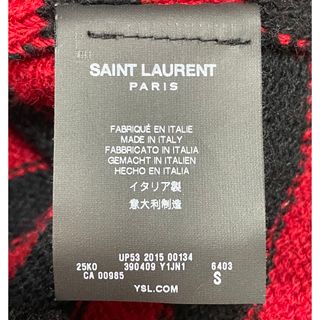 SAINT LAURENT
PARIS
FABRIQUÉ EN ITALIE
MADE IN ITALY
FABBRICATO IN ITALIA
GEMACHT IN ITALIEN
HECHO EN ITALIA
イタリア製
意大利制造
UP53 2015 00134
25KO 390409 Y1JN1 6403
CA 00985 S
YSL.COM